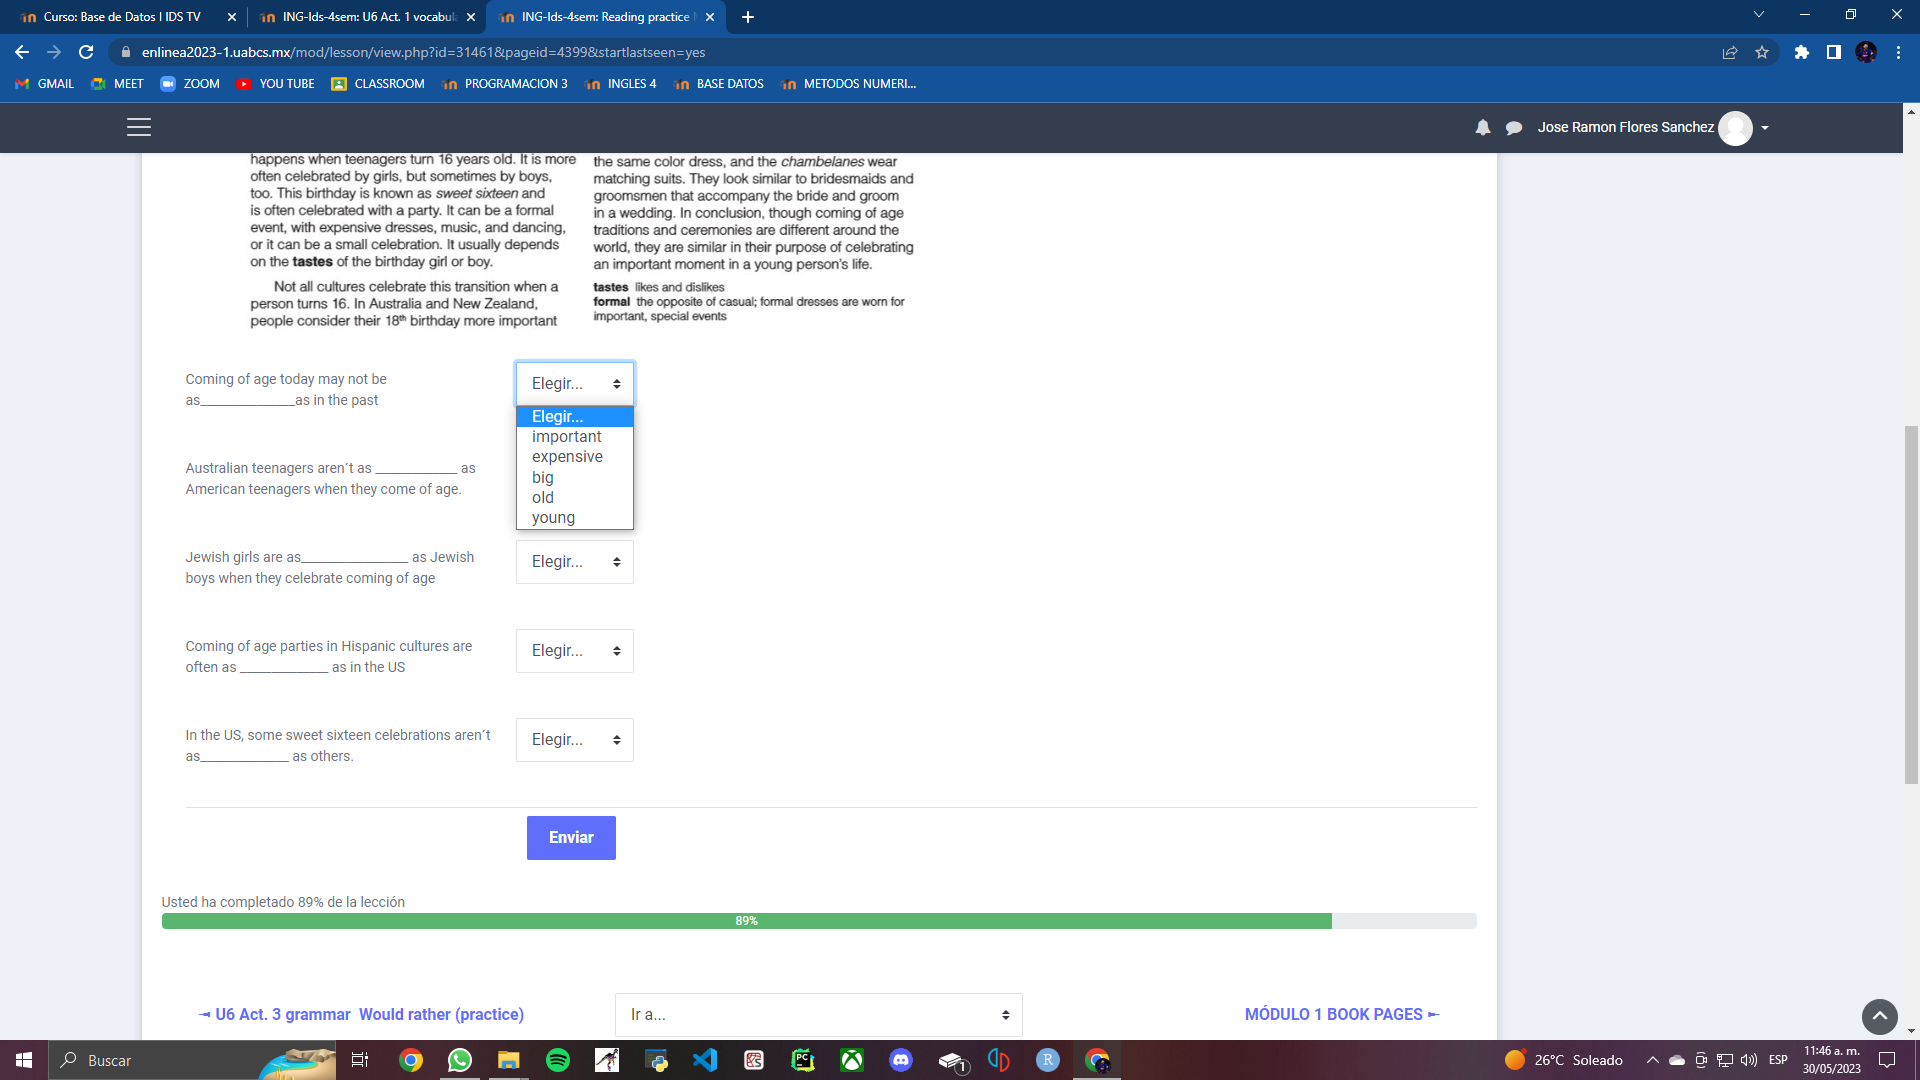 Curso: Base de Datos I IDS TV
ING-Ids-4sem: U6 Act. 1 vocabul
ING-Ids-4sem: Reading practice
enlinea2023-1.uabcs.mx/mod/lesson/view.php?id=31461&pageid=4399&startlastseen=yes
GMAIL
MEET
ZOOM
YOU TUBE
CLASSROOM
PROGRAMACION 3
INGLES 4
BASE DATOS
METODOS NUMERI...
Jose Ramon Flores Sanchez
happens when teenagers turn 16 years old. It is more
often celebrated by girls, but sometimes by boys,
too. This birthday is known as sweet sixteen and
is often celebrated with a party. It can be a formal
event, with expensive dresses, music, and dancing,
or it can be a small celebration. It usually depends
on the tastes of the birthday girl or boy.
Not all cultures celebrate this transition when a
person turns 16. In Australia and New Zealand,
people consider their 18th birthday more important
the same color dress, and the chambelanes wear
matching suits. They look similar to bridesmaids and
groomsmen that accompany the bride and groom
in a wedding. In conclusion, though coming of age
traditions and ceremonies are different around the
world, they are similar in their purpose of celebrating
an important moment in a young person's life.
tastes likes and dislikes
formal the opposite of casual; formal dresses are worn for
important, special events
Coming of age today may not be
as_______________as in the past
Elegir...
Elegir...
important
expensive
big
old
young
Australian teenagers aren´t as _____________ as
American teenagers when they come of age.
Jewish girls are as_________________ as Jewish
boys when they celebrate coming of age
Elegir...
Coming of age parties in Hispanic cultures are
often as ______________ as in the US
Elegir...
In the US, some sweet sixteen celebrations aren´t
as______________ as others.
Elegir...
Enviar
Usted ha completado 89% de la lección
89%
◄ U6 Act. 3 grammar Would rather (practice)
Ir a...
MÓDULO 1 BOOK PAGES ►
Buscar
1
26°C Soleado
ESP
11:46 a. m.
30/05/2023